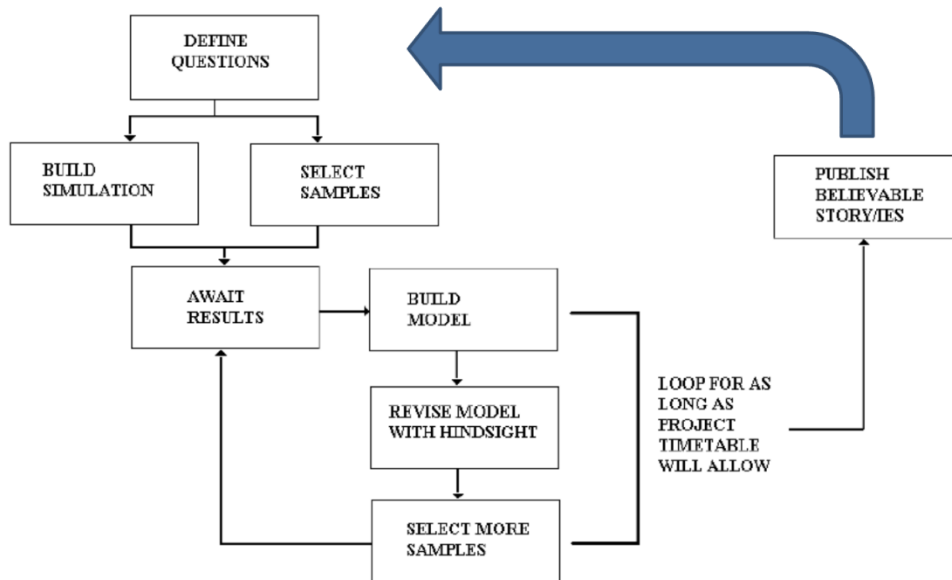 DEFINE
QUESTIONS
BUILD
SIMULATION
SELECT
SAMPLES
PUBLISH
BELIEVABLE
STORY/IES
AWAIT
RESULTS
BUILD
MODEL
REVISE MODEL
WITH HINDSIGHT
SELECT MORE
SAMPLES
LOOP FOR AS
LONG AS
PROJECT
TIMETABLE
WILL ALLOW